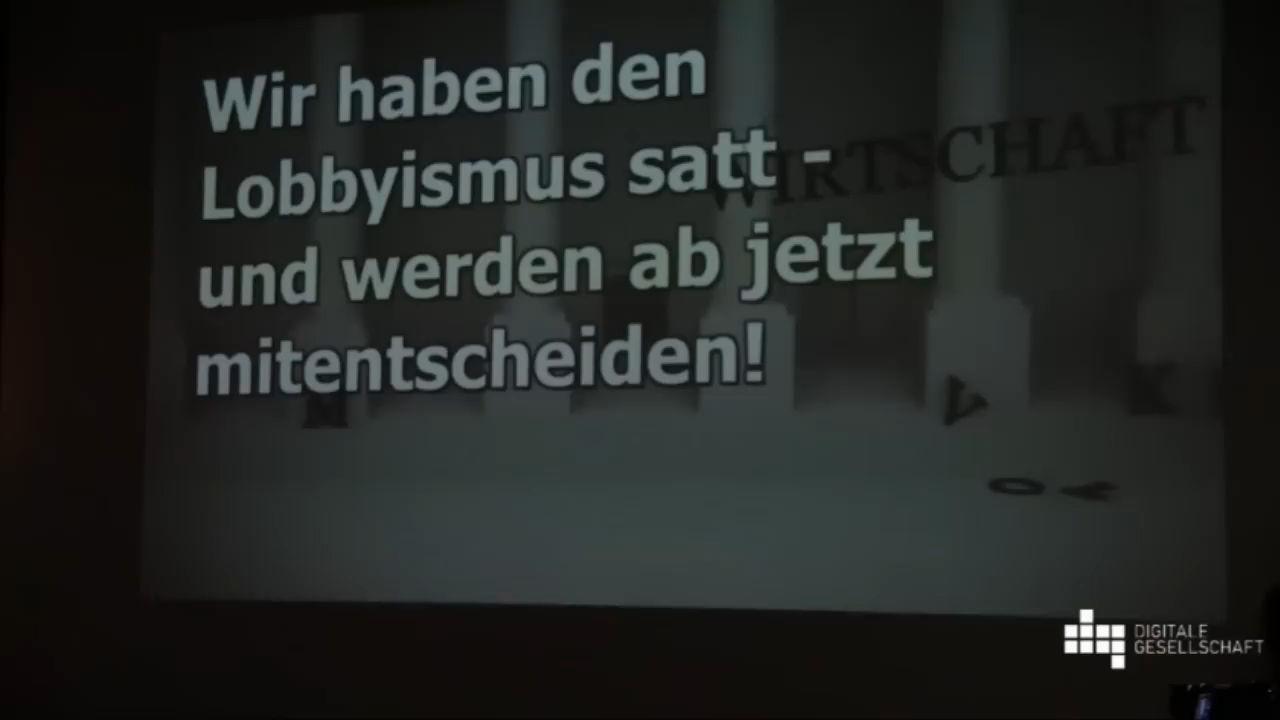 Wir haben den
Lobbyismus satt -
und werden ab jetzt
mitentscheiden!
WIRTSCHAFT
M
A
K
O
DIGITALE
GESELLSCHAFT